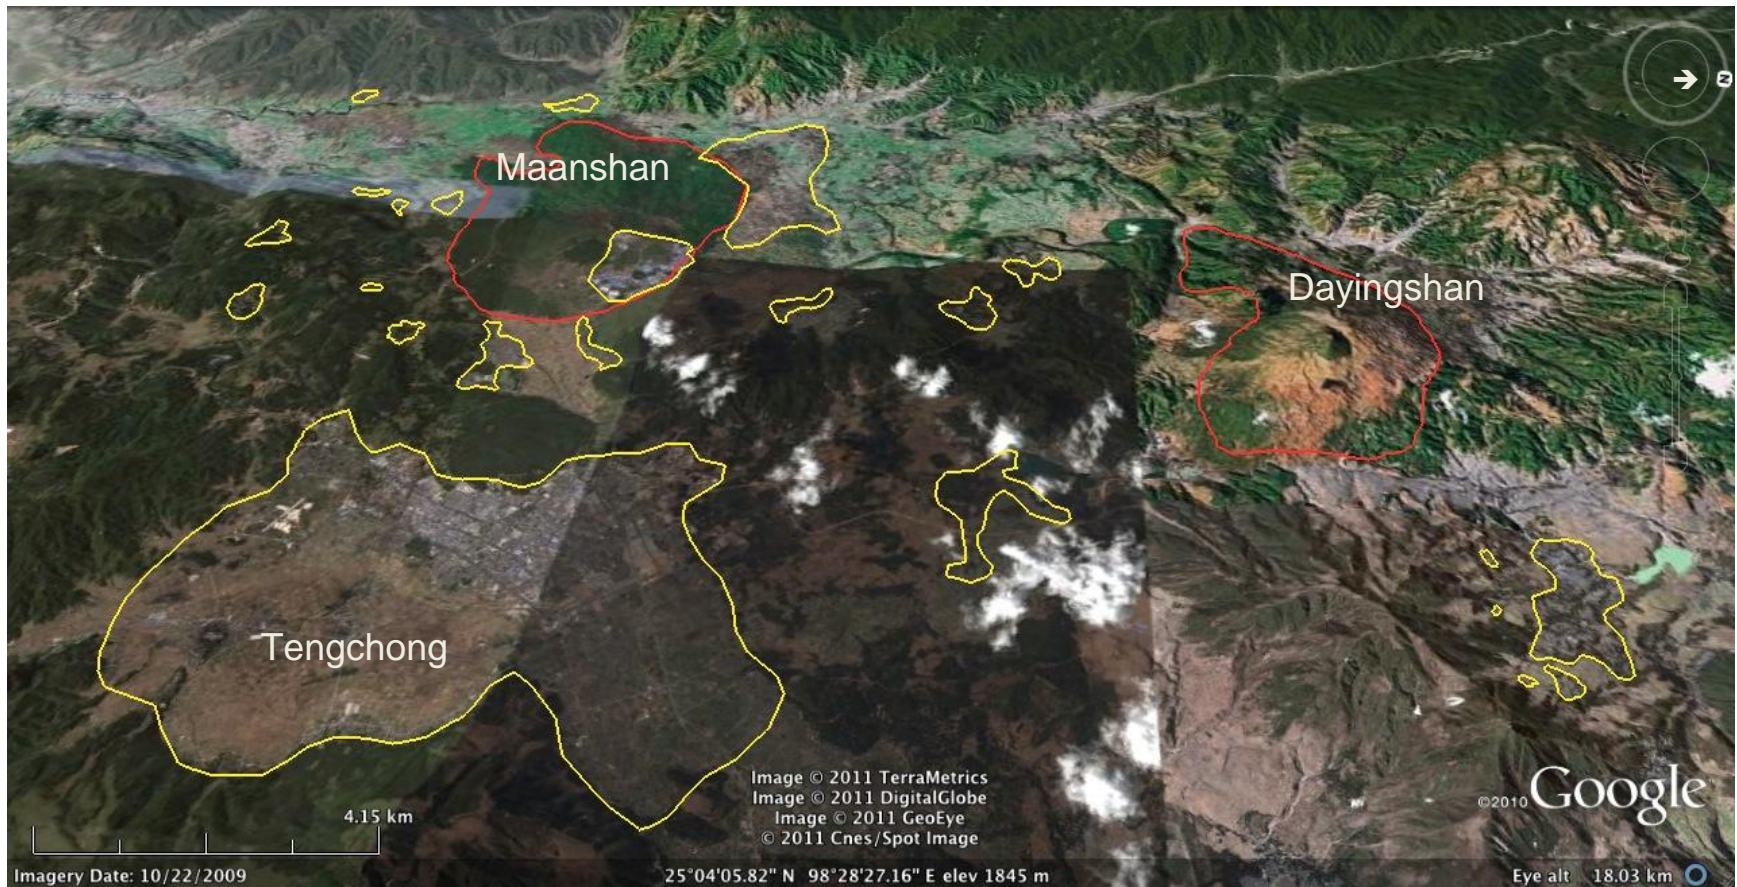 N
Maanshan
Dayingshan
Tengchong
Image © 2011 TerraMetrics
Image © 2011 DigitalGlobe
Image © 2011 GeoEye
© 2011 Cnes/Spot Image
©2010 Google
4.15 km
Imagery Date: 10/22/2009
25°04'05.82" N 98°28'27.16" E elev 1845 m
Eye alt 18.03 km